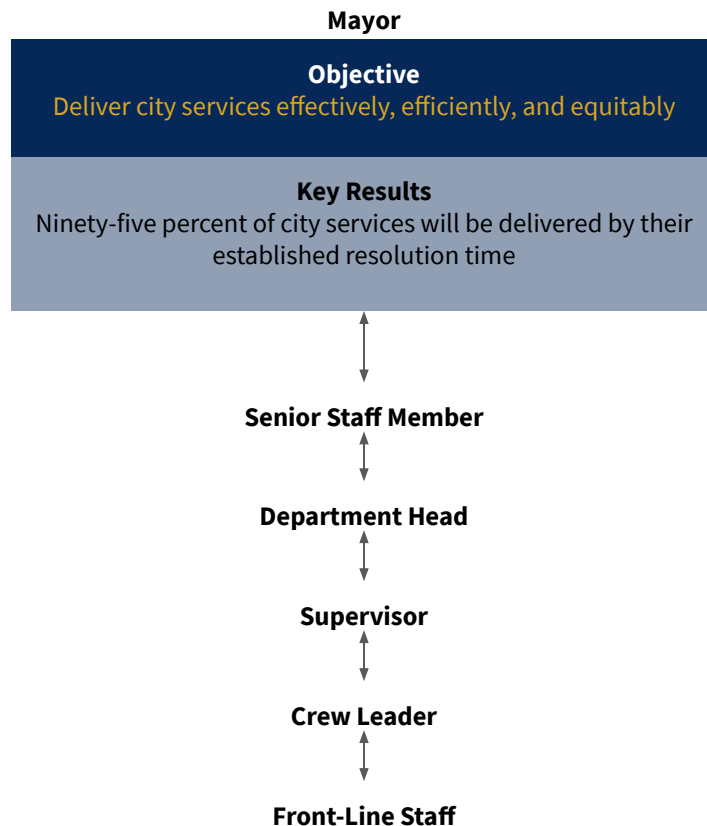 Mayor
Objective
Deliver city services effectively, efficiently, and equitably
Key Results
Ninety-five percent of city services will be delivered by their
established resolution time
Senior Staff Member
Department Head
Supervisor
Crew Leader
Front-Line Staff